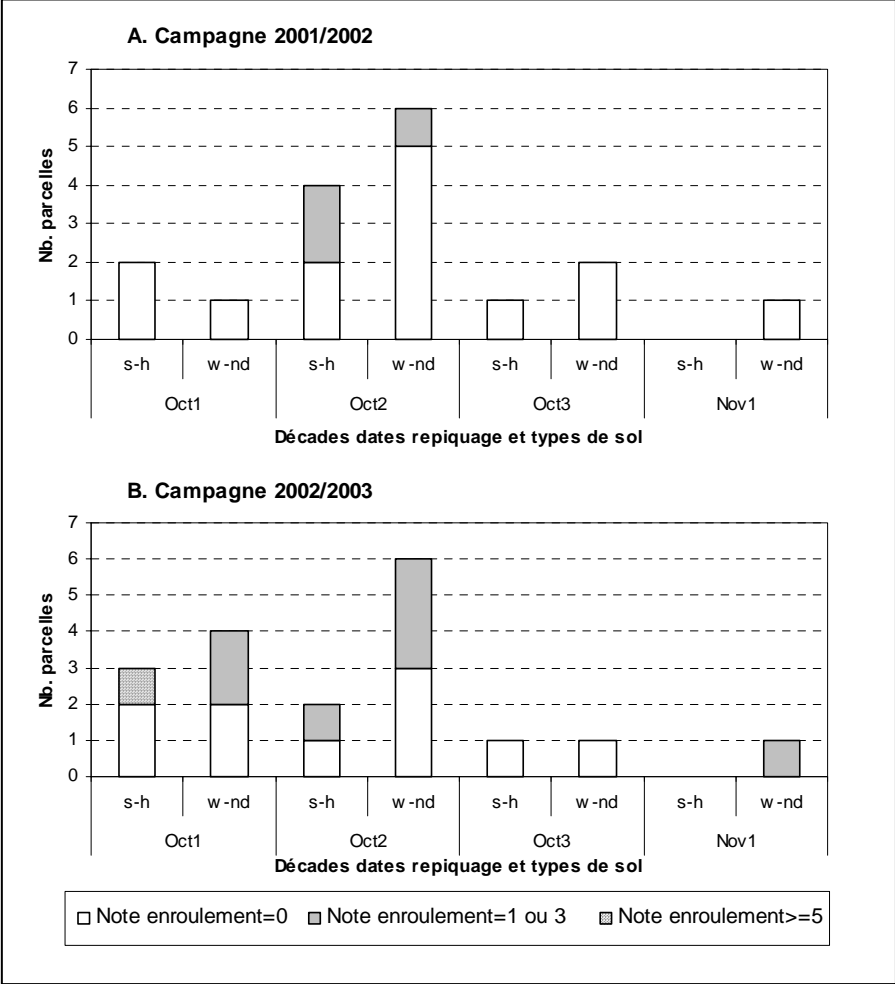 A. Campagne 2001/2002
7
6
5
4
3
2
1
0
Nb. parcelles
s-h w-nd s-h w-nd s-h w-nd s-h w-nd
Oct1 Oct2 Oct3 Nov1
Décades dates repiquage et types de sol
B. Campagne 2002/2003
7
6
5
4
3
2
1
0
Nb. parcelles
s-h w-nd s-h w-nd s-h w-nd s-h w-nd
Oct1 Oct2 Oct3 Nov1
Décades dates repiquage et types de sol
Note enroulement=0 Note enroulement=1 ou 3 Note enroulement>=5